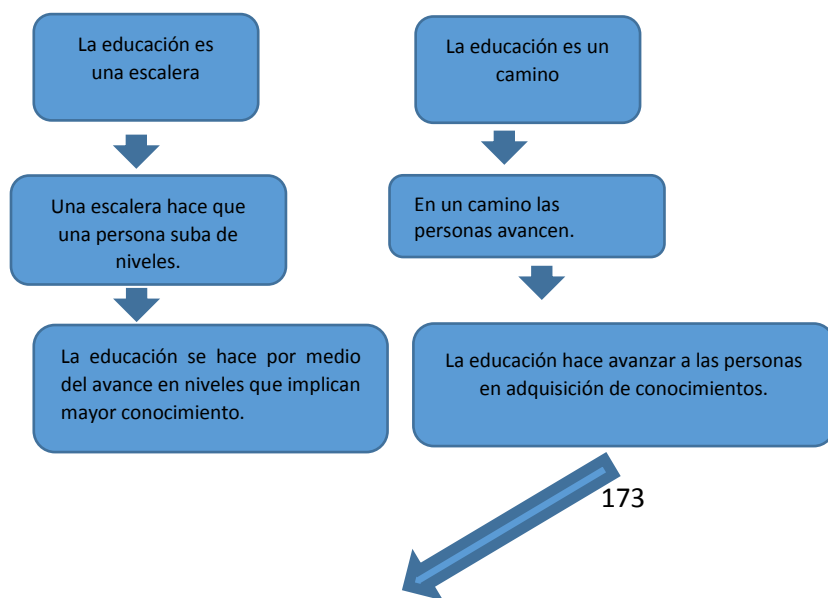 La educación es
una escalera
Una escalera hace que
una persona suba de
niveles.
La educación se hace por medio
del avance en niveles que implican
mayor conocimiento.
La educación es un
camino
En un camino las
personas avancen.
La educación hace avanzar a las personas
en adquisición de conocimientos.
173